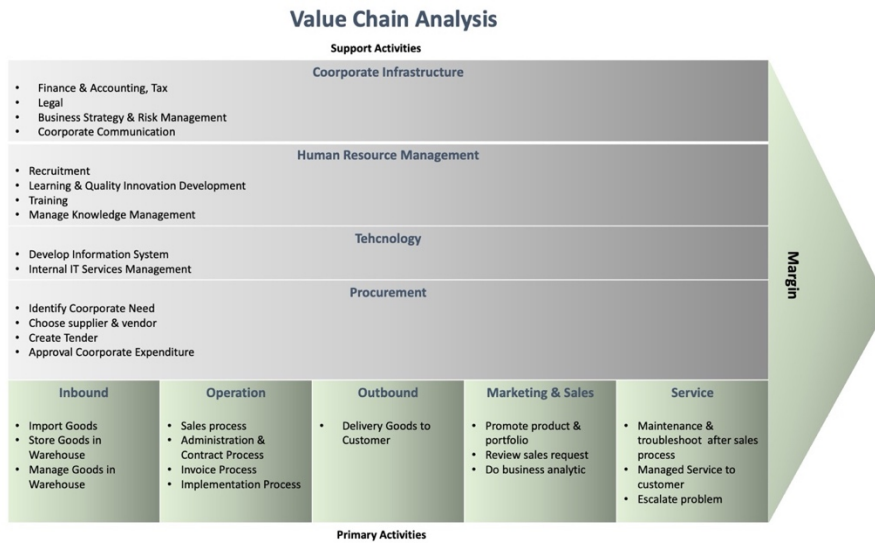 Value Chain Analysis
Support Activities
Coorporate Infrastructure
• Finance & Accounting, Tax
• Legal
• Business Strategy & Risk Management
• Coorporate Communication
Human Resource Management
• Recruitment
• Learning & Quality Innovation Development
• Training
• Manage Knowledge Management
Tehcnology
• Develop Information System
• Internal IT Services Management
Procurement
• Identify Coorporate Need
• Choose supplier & vendor
• Create Tender
• Approval Coorporate Expenditure
Margin
Inbound
• Import Goods
• Store Goods in
Warehouse
• Manage Goods in
Warehouse
Operation
• Sales process
• Administration &
Contract Process
• Invoice Process
• Implementation Process
Outbound
• Delivery Goods to
Customer
Marketing & Sales
• Promote product &
portfolio
• Review sales request
• Do business analytic
Service
• Maintenance &
troubleshoot after sales
process
• Managed Service to
customer
• Escalate problem
Primary Activities